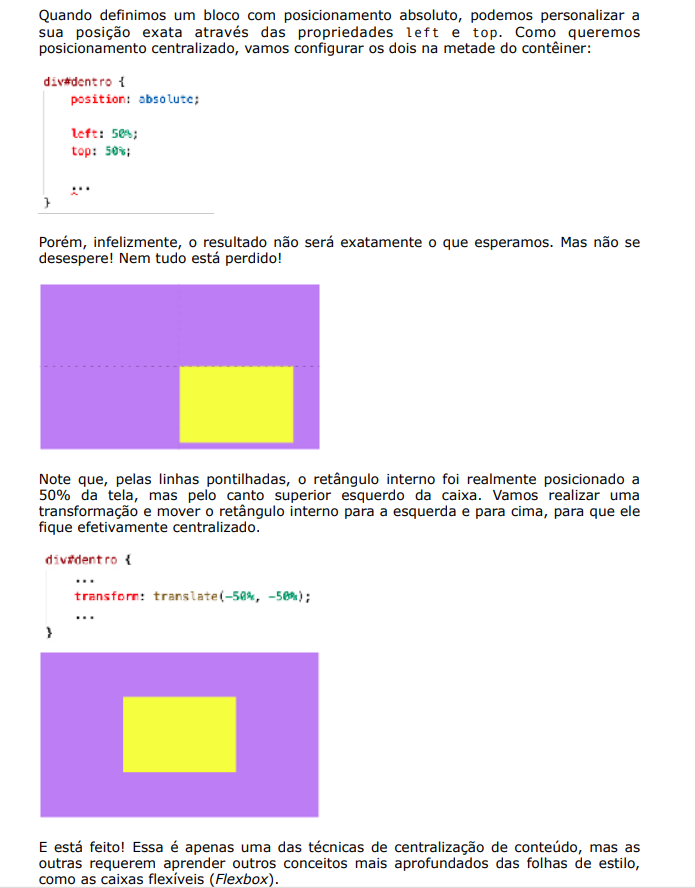 Quando definimos um bloco com posicionamento absoluto, podemos personalizar a
sua posição exata através das propriedades left e top. Como queremos
posicionamento centralizado, vamos configurar os dois na metade do contêiner:
div#dentro {
position: absolute;
left: 50%;
top: 50%;
...
}
Porém, infelizmente, o resultado não será exatamente o que esperamos. Mas não se
desespere! Nem tudo está perdido!
Note que, pelas linhas pontilhadas, o retângulo interno foi realmente posicionado a
50% da tela, mas pelo canto superior esquerdo da caixa. Vamos realizar uma
transformação e mover o retângulo interno para a esquerda e para cima, para que ele
fique efetivamente centralizado.
div#dentro {
...
transform: translate(-50%, -50%);
...
}
E está feito! Essa é apenas uma das técnicas de centralização de conteúdo, mas as
outras requerem aprender outros conceitos mais aprofundados das folhas de estilo,
como as caixas flexíveis (Flexbox).